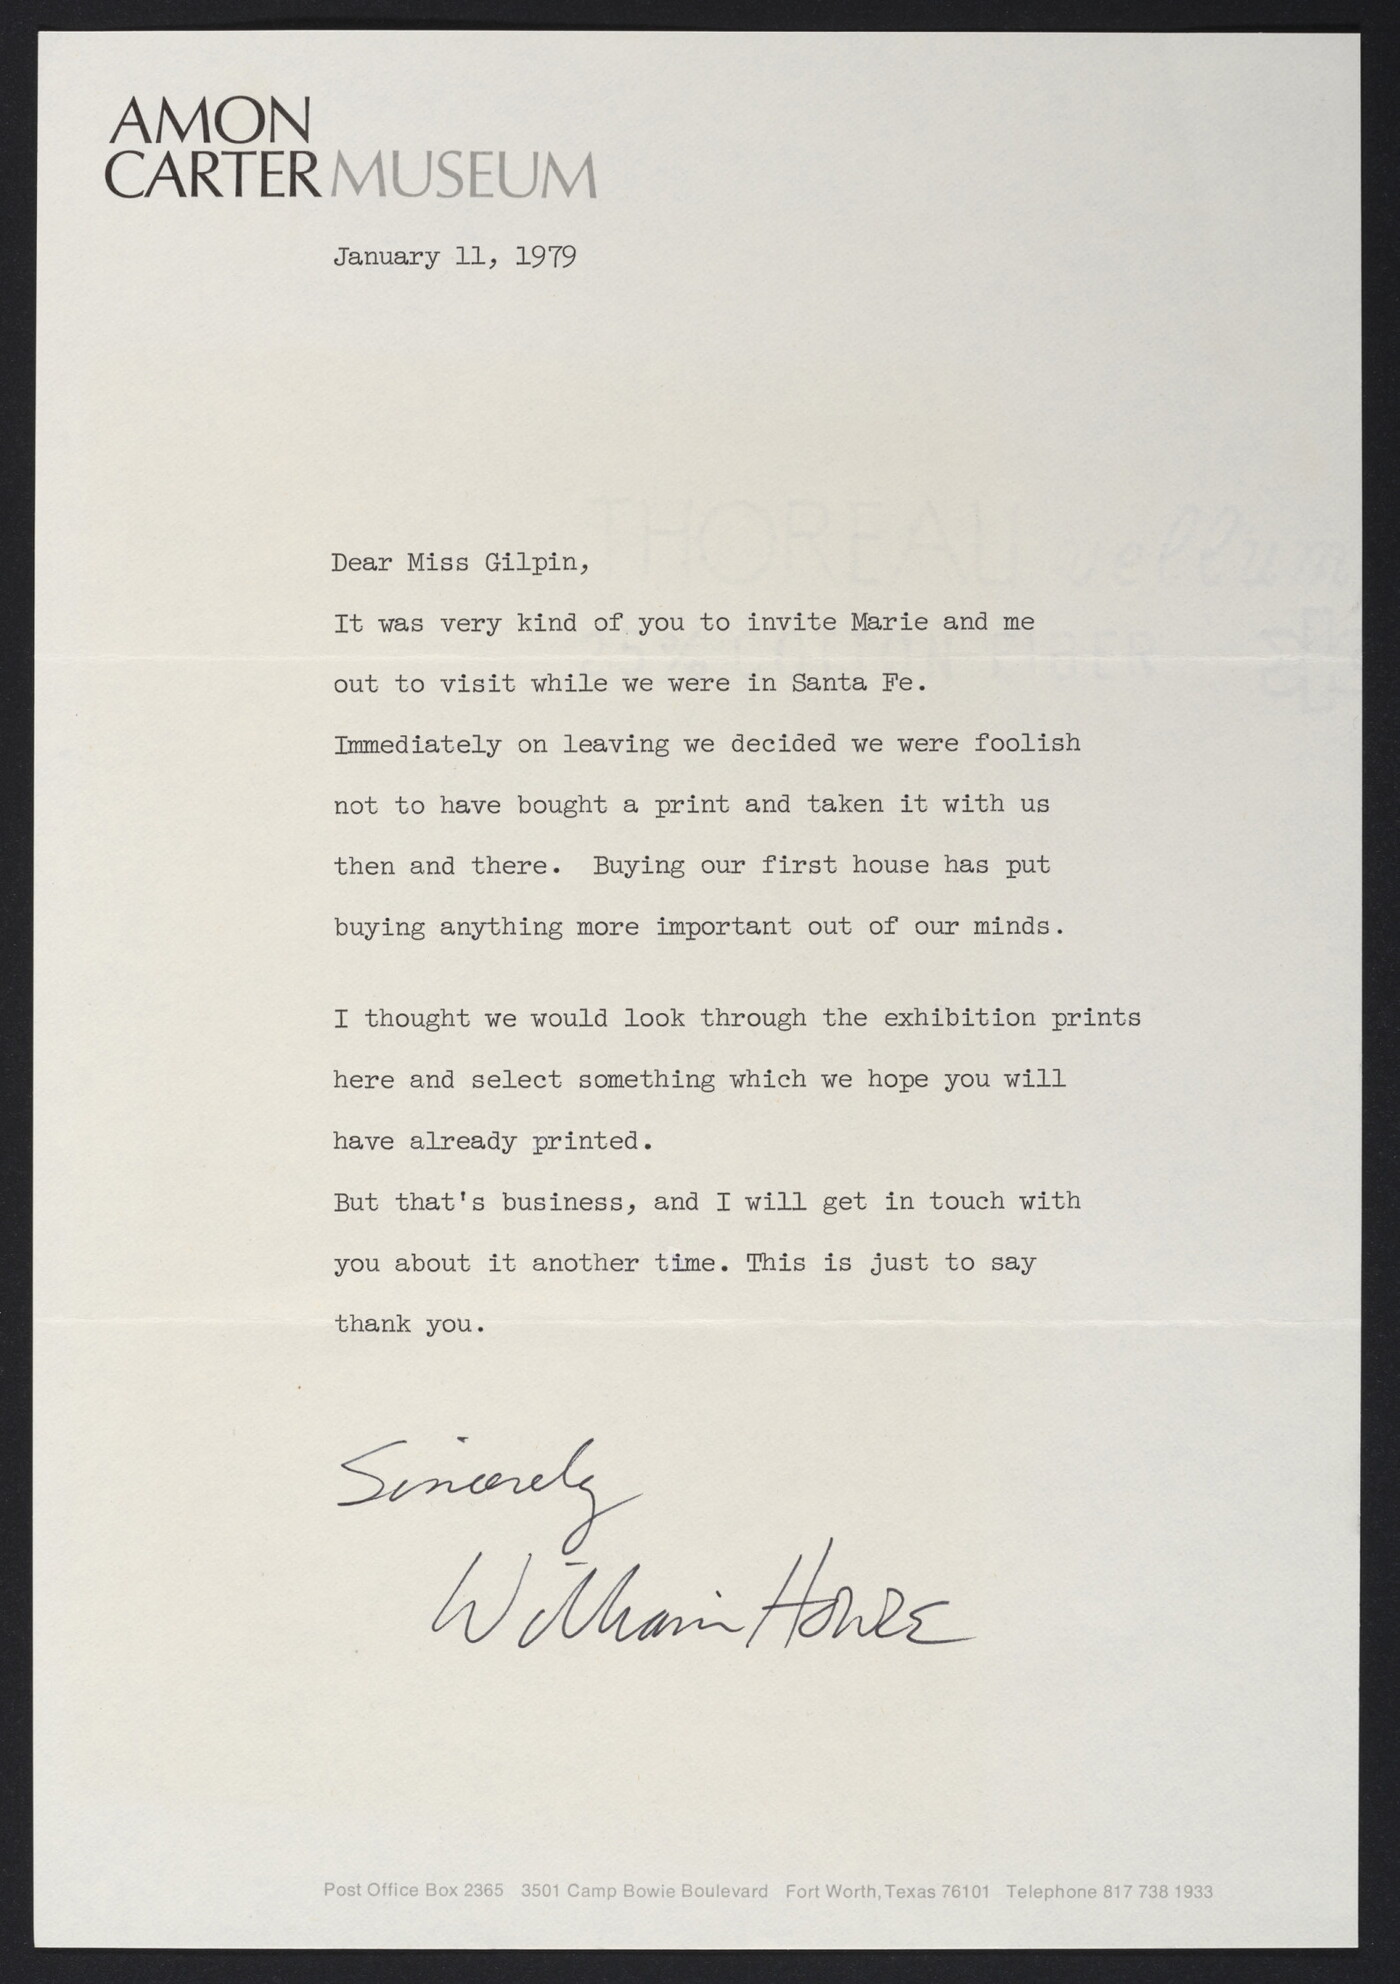 AMON
CARTER MUSEUM
January 11, 1979
THOREAU vellum
25% COTTON FIBER
Dear Miss Gilpin,
It was very kind of you to invite Marie and me
out to visit while we were in Santa Fe.
Immediately on leaving we decided we were foolish
not to have bought a print and taken it with us
then and there.  Buying our first house has put
buying anything more important out of our minds.
I thought we would look through the exhibition prints
here and select something which we hope you will
have already printed.
But that's business, and I will get in touch with
you about it another time. This is just to say
thank you.
Sincerely
William Howze
Post Office Box 2365 3501 Camp Bowie Boulevard Fort Worth, Texas 76101 Telephone 817 738 1933